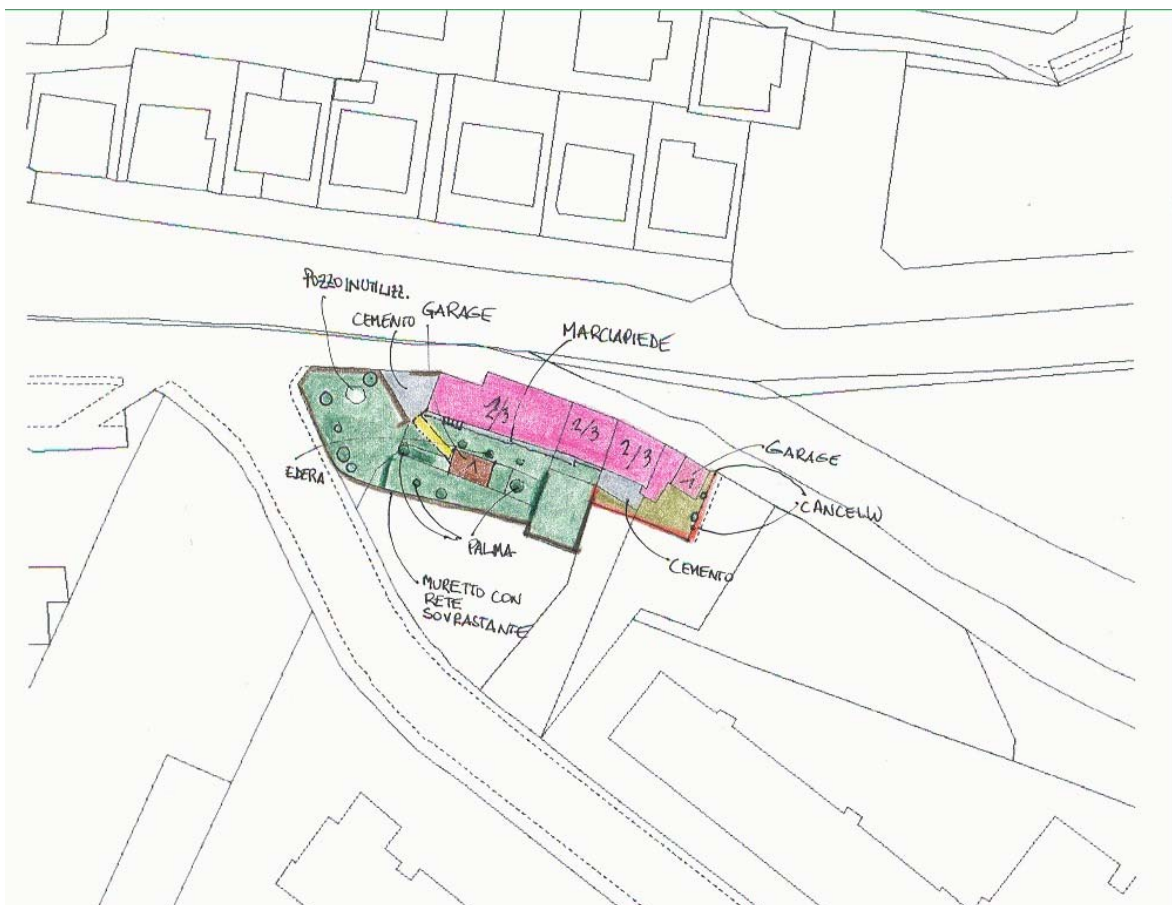 POZZO INUTILIZZ.
CEMENTO
GARAGE
MARCIAPIEDE
2/3
2/3
2/3
1
GARAGE
CANCELLO
EDERA
1
PALMA
CEMENTO
MURETTO CON
RETE
SOVRASTANTE